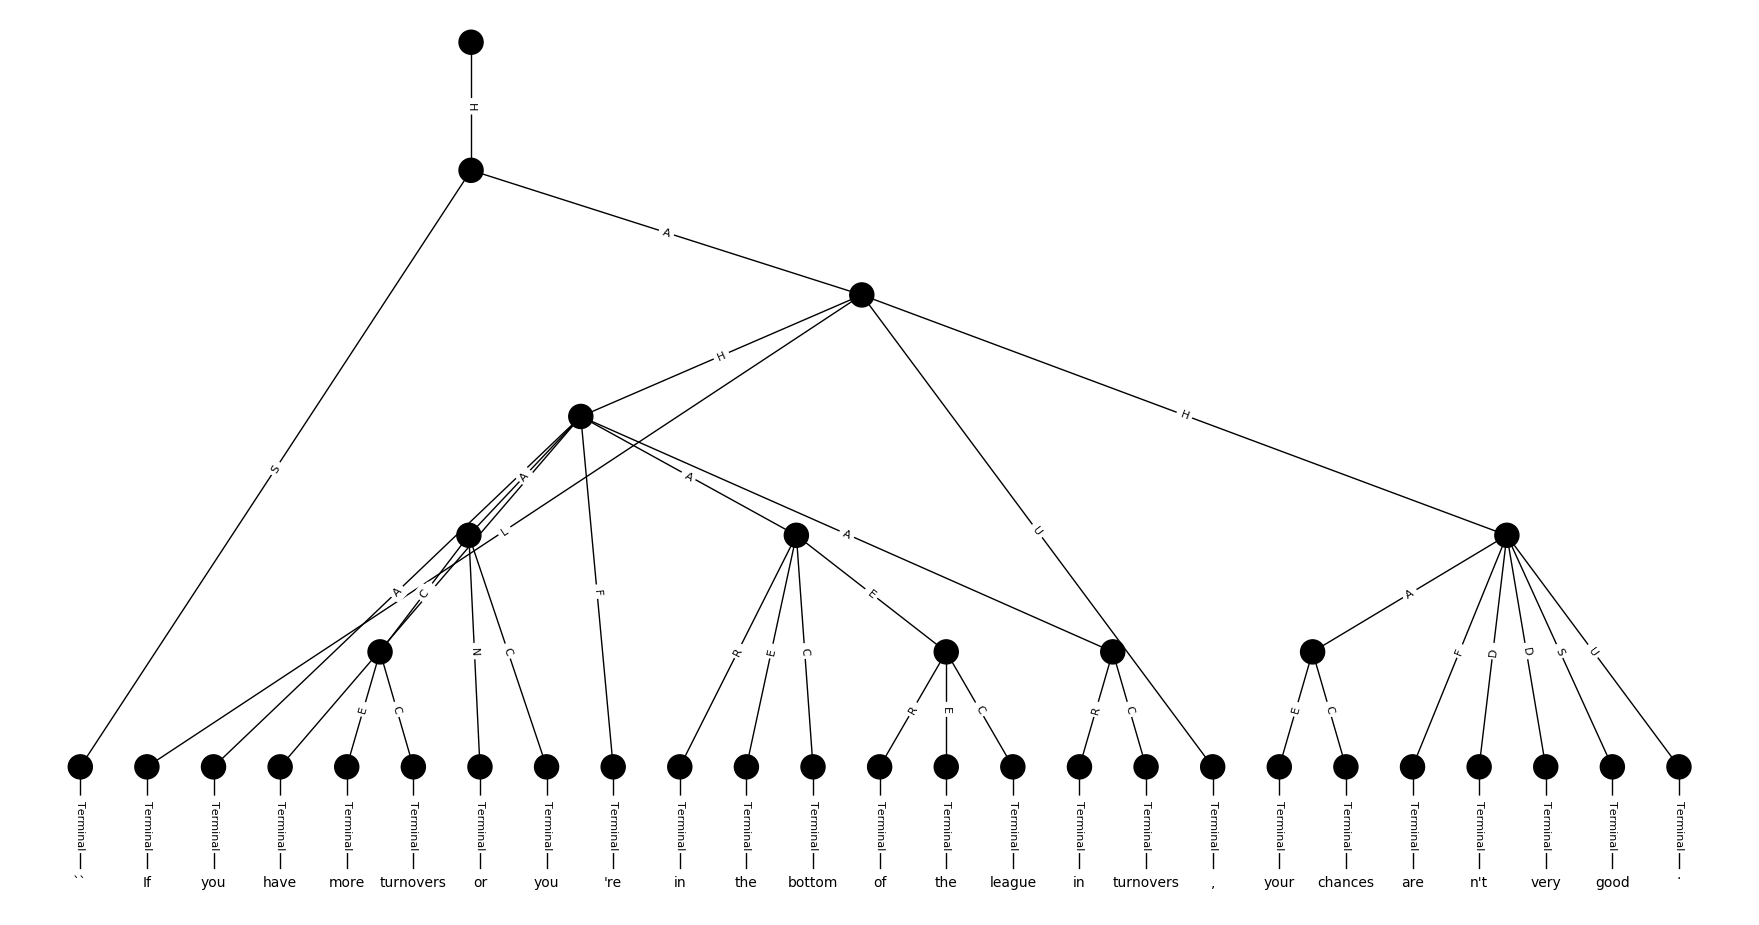 H
A
S
H
H
L
U
A
A
A
A
C
F
E
A
N
C
R
E
C
F
D
D
S
U
E
C
R
E
C
R
C
E
C
Terminal Terminal Terminal Terminal Terminal Terminal Terminal Terminal Terminal Terminal Terminal Terminal Terminal Terminal Terminal Terminal Terminal Terminal Terminal Terminal Terminal Terminal Terminal Terminal Terminal
`` If you have more turnovers or you 're in the bottom of the league in turnovers , your chances are n't very good .